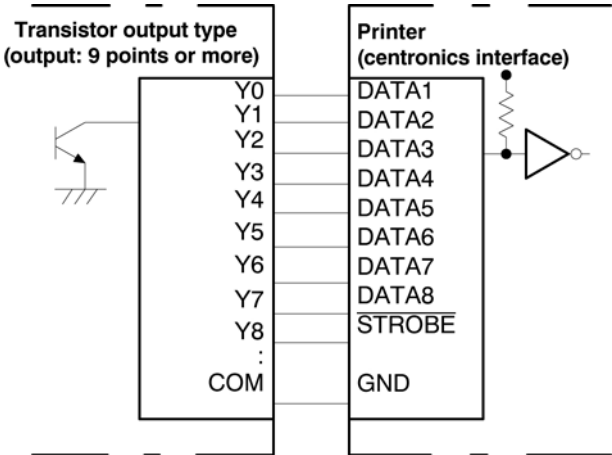 Transistor output type
(output: 9 points or more)
Y0
Y1
Y2
Y3
Y4
Y5
Y6
Y7
Y8
:
COM
Printer
(centronics interface)
DATA1
DATA2
DATA3
DATA4
DATA5
DATA6
DATA7
DATA8
STROBE
GND